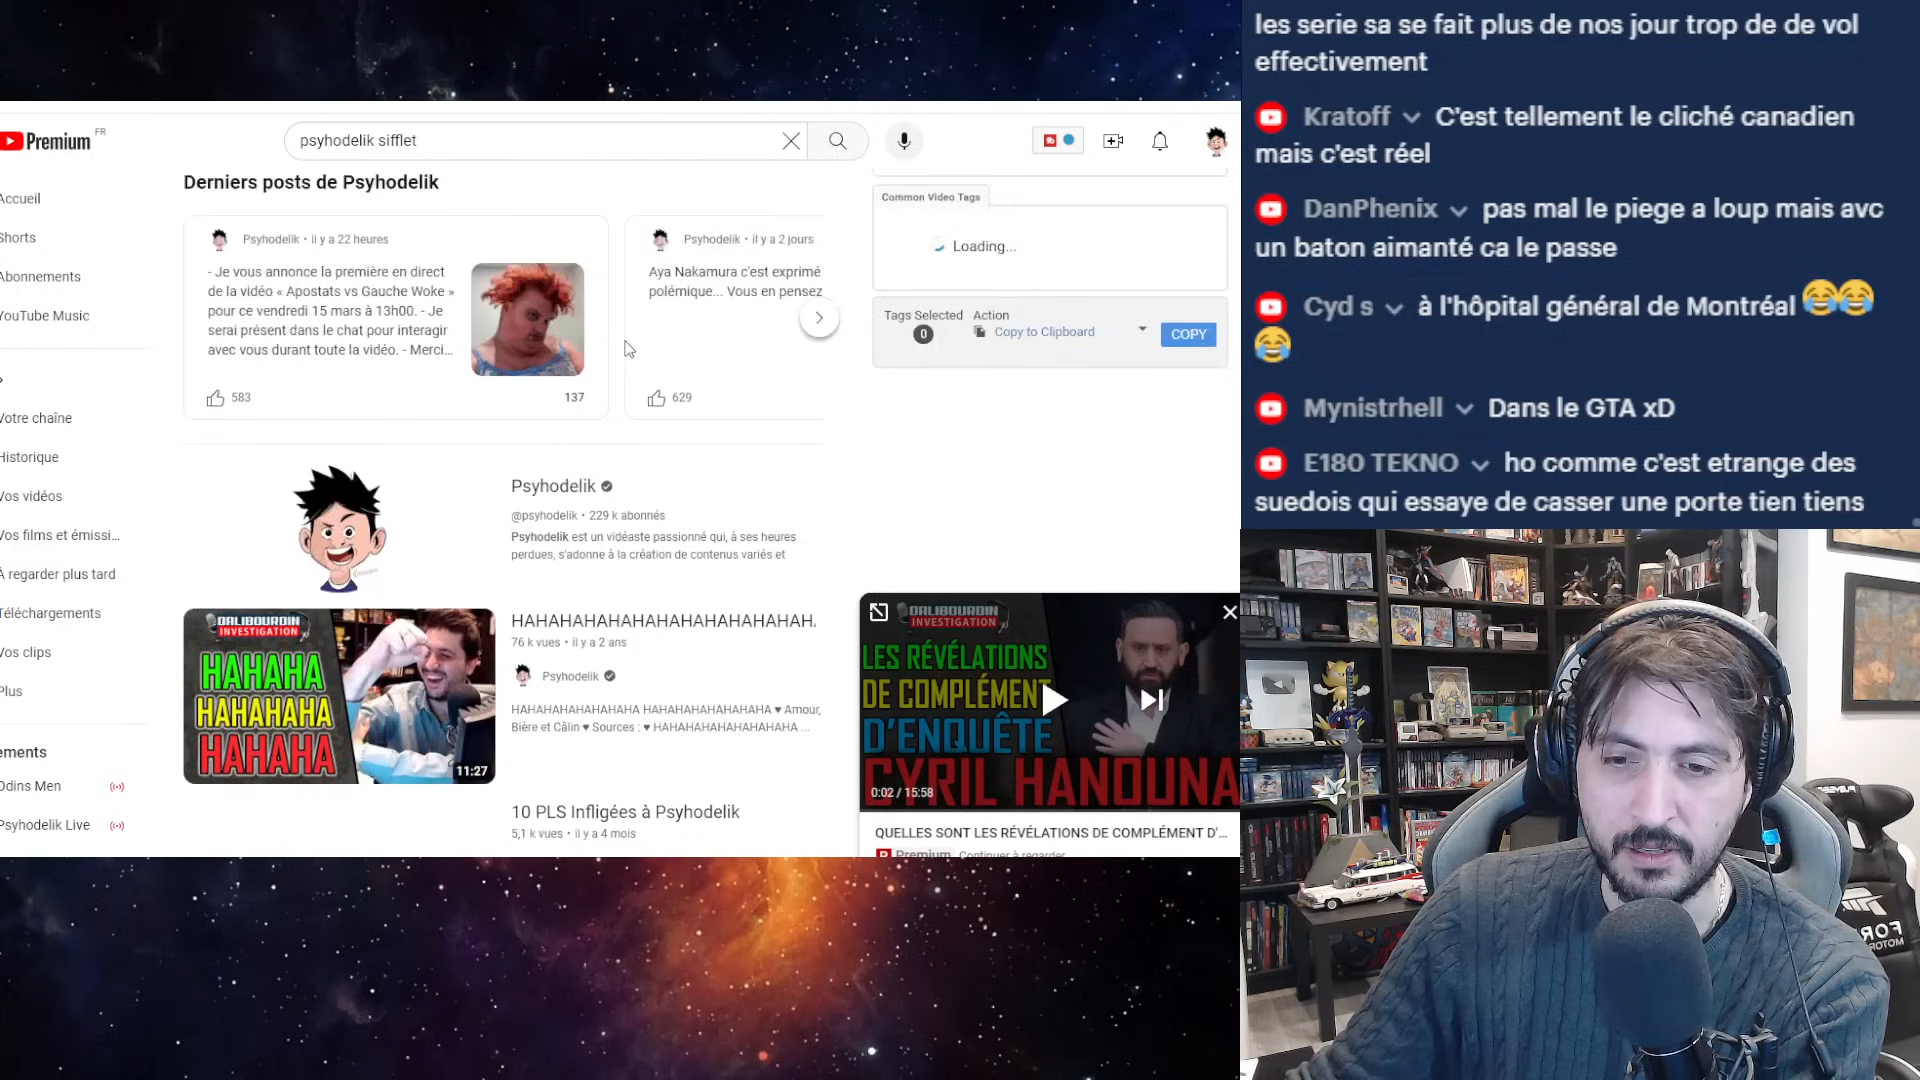 Premium FR
psyhodelik sifflet
Accueil
Shorts
Abonnements
YouTube Music
Votre chaîne
Historique
Vos vidéos
Vos films et émissi...
À regarder plus tard
Téléchargements
Vos clips
Plus
ements
Odins Men
Psyhodelik Live
Derniers posts de Psyhodelik
Psyhodelik • il y a 22 heures
- Je vous annonce la première en direct
de la vidéo « Apostats vs Gauche Woke »
pour ce vendredi 15 mars à 13h00. - Je
serai présent dans le chat pour interagir
avec vous durant toute la vidéo. - Merci...
583
137
Psyhodelik • il y a 2 jours
Aya Nakamura c'est exprimé
polémique... Vous en pensez
629
Psyhodelik
@psyhodelik • 229 k abonnés
Psyhodelik est un vidéaste passionné qui, à ses heures
perdues, s'adonne à la création de contenus variés et
DALIBOURDIN
INVESTIGATION
HAHAHA
HAHAHAHA
HAHAHA
11:27
HAHAHAHAHAHAHAHAHAHAHAHAH
76 k vues • il y a 2 ans
Psyhodelik
HAHAHAHAHAHAHA HAHAHAHAHAHAHA ♥ Amour,
Bière et Câlin ♥ Sources : ♥ HAHAHAHAHAHAHAHA ...
10 PLS Infligées à Psyhodelik
5,1 k vues • il y a 4 mois
Common Video Tags
Loading...
Tags Selected
0
Action
Copy to Clipboard
COPY
DALIBOURDIN
INVESTIGATION
LES RÉVÉLATIONS
DE COMPLÉMENT
D'ENQUÊTE
CYRIL HANOUNA
0:02 / 15:58
QUELLES SONT LES RÉVÉLATIONS DE COMPLÉMENT D'...
Premium Continuer à regarder
les serie sa se fait plus de nos jour trop de de vol
effectivement
Kratoff C'est tellement le cliché canadien
mais c'est réel
DanPhenix pas mal le piege a loup mais avc
un baton aimanté ca le passe
Cyd s à l'hôpital général de Montréal 😂😂
😂
Mynistrhell Dans le GTA xD
E180 TEKNO ho comme c'est etrange des
suedois qui essaye de casser une porte tien tiens